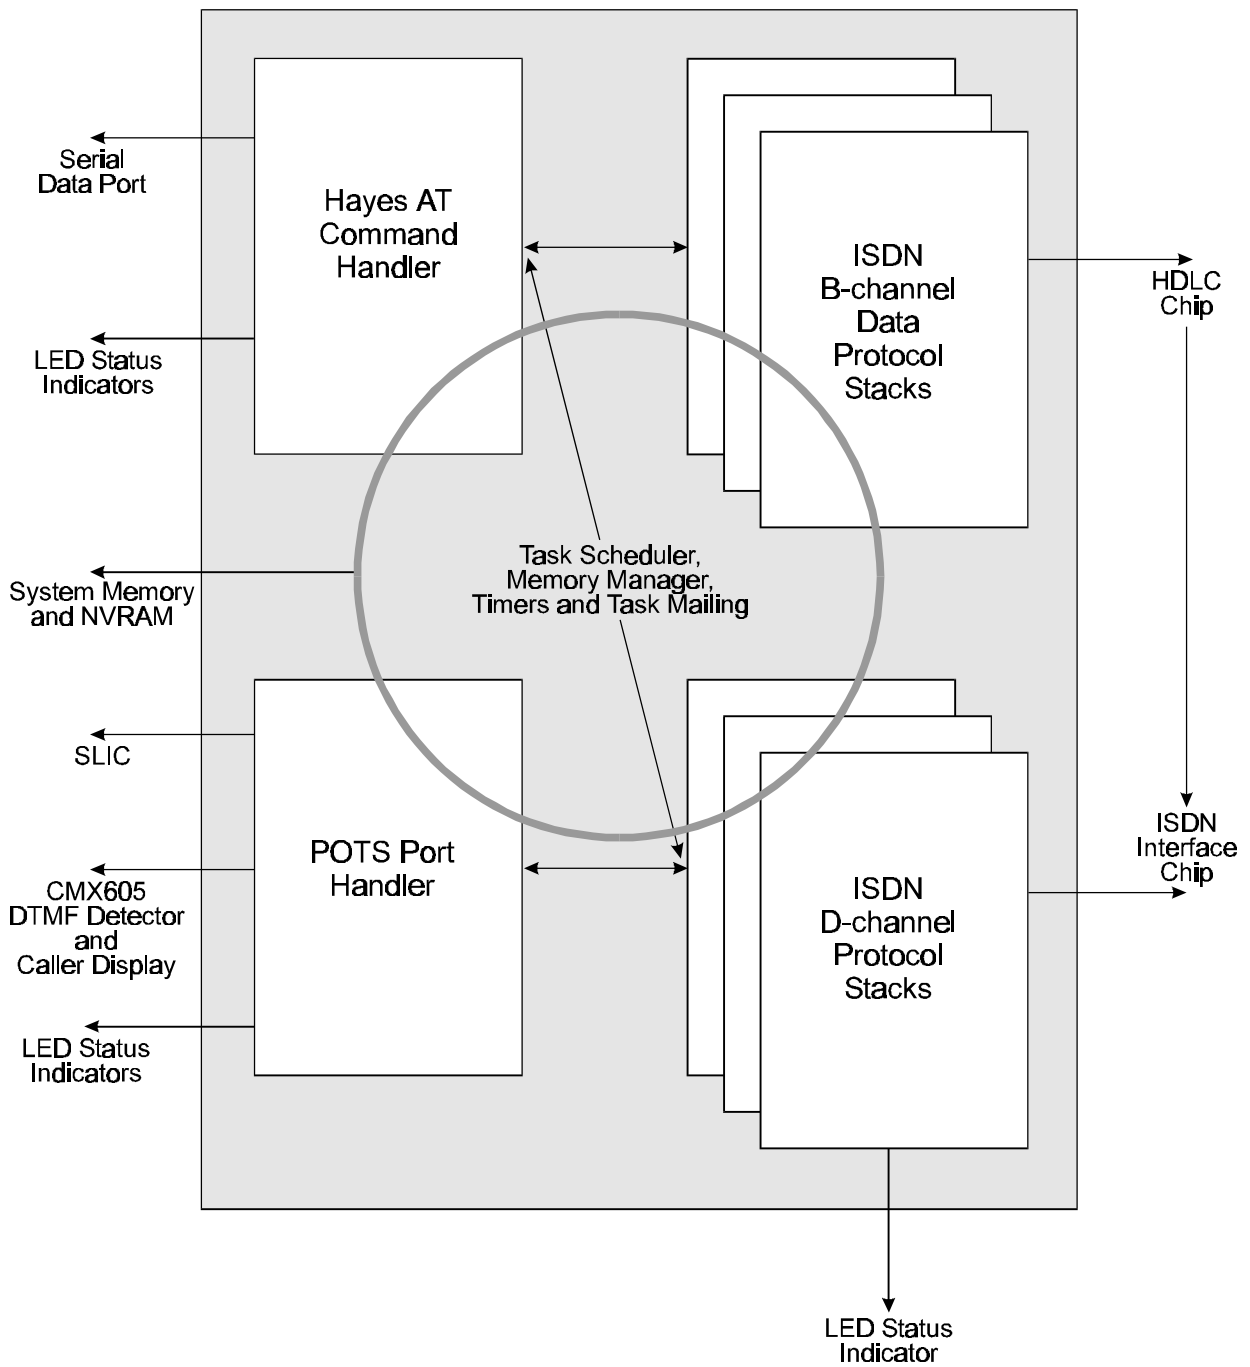 Serial
Data Port
Hayes AT
Command
Handler
LED Status
Indicators
ISDN
B-channel
Data
Protocol
Stacks
HDLC
Chip
Task Scheduler,
Memory Manager,
Timers and Task Mailing
System Memory
and NVRAM
SLIC
POTS Port
Handler
CMX605
DTMF Detector
and
Caller Display
LED Status
Indicators
ISDN
D-channel
Protocol
Stacks
ISDN
Interface
Chip
LED Status
Indicator